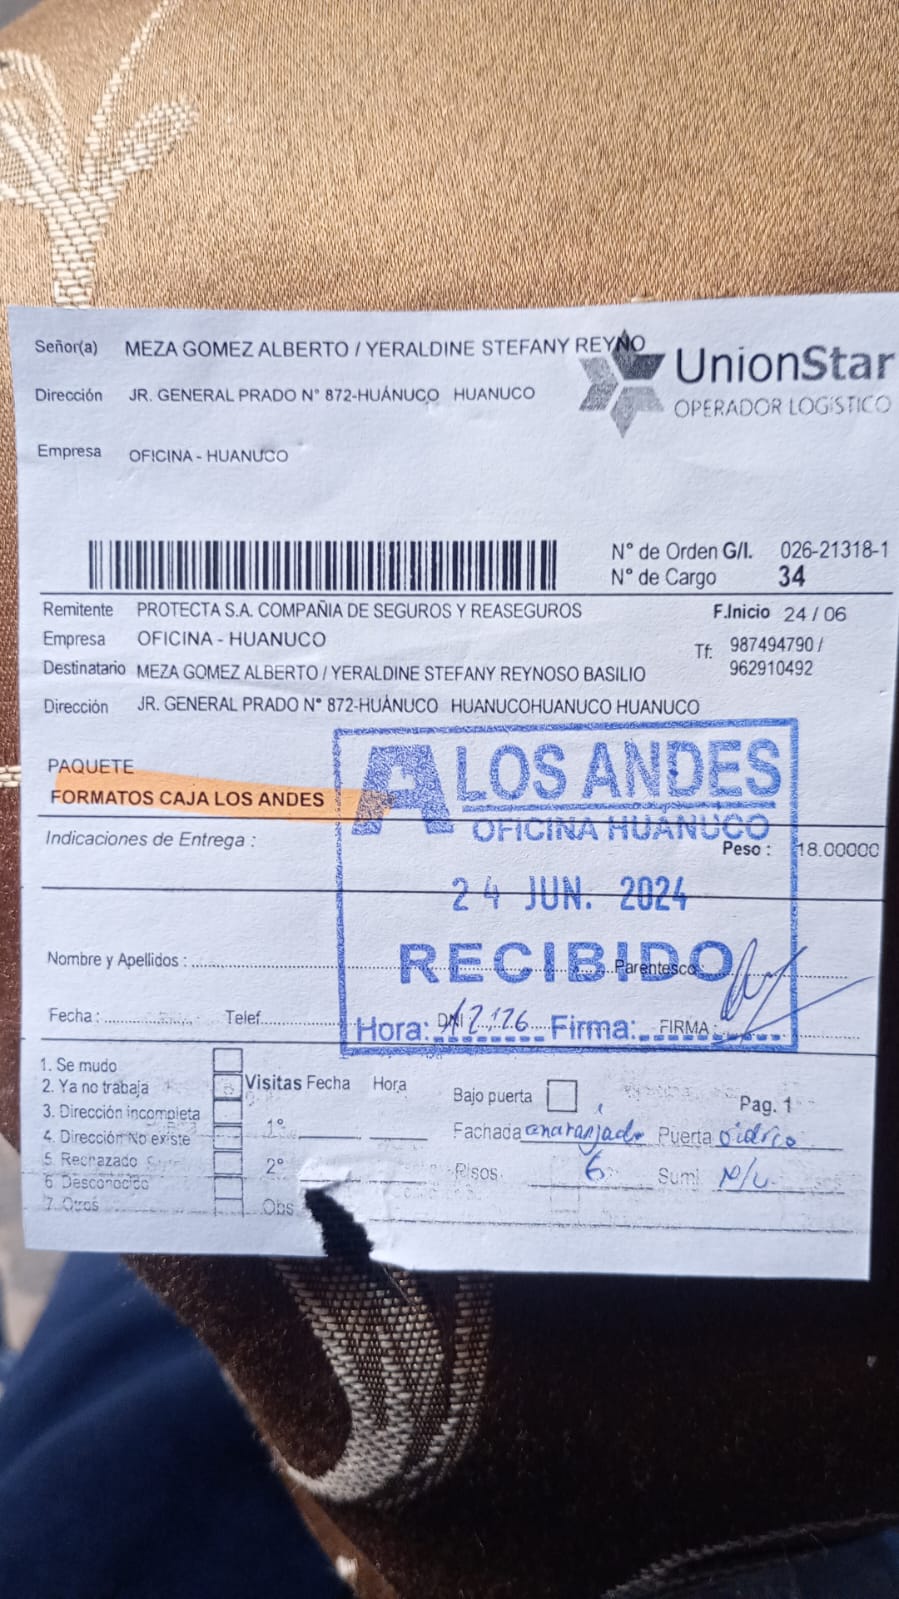 Señor(a) MEZA GOMEZ ALBERTO / YERALDINE STEFANY REYNO
UnionStar
OPERADOR LOGÍSTICO
Dirección JR. GENERAL PRADO N° 872-HUÁNUCO HUANUCO
Empresa OFICINA - HUANUCO
N° de Orden G/I. 026-21318-1
N° de Cargo 34
Remitente PROTECTA S.A. COMPAÑIA DE SEGUROS Y REASEGUROS F.Inicio 24 / 06
Empresa OFICINA - HUANUCO Tf: 987494790 /
962910492
Destinatario MEZA GOMEZ ALBERTO / YERALDINE STEFANY REYNOSO BASILIO
Dirección JR. GENERAL PRADO N° 872-HUÁNUCO HUANUCOHUANUCO HUANUCO
PAQUETE
FORMATOS CAJA LOS ANDES
LOS ANDES
OFICINA HUÁNUCO
Indicaciones de Entrega : Peso : 18.00000
24 JUN. 2024
RECIBIDO
Nombre y Apellidos : Parentesco
Fecha : Telef. DNI FIRMA :
Hora: 12:26 Firma:
1. Se mudo
2. Ya no trabaja Visitas Fecha Hora Bajo puerta
3. Dirección incompleta Pag. 1
4. Dirección No existe 1° Fachada anaranjado Puerta vidrio
5. Rechazado 2° Pisos 6 Sumi
6 Desconocido
7. Otros Obs